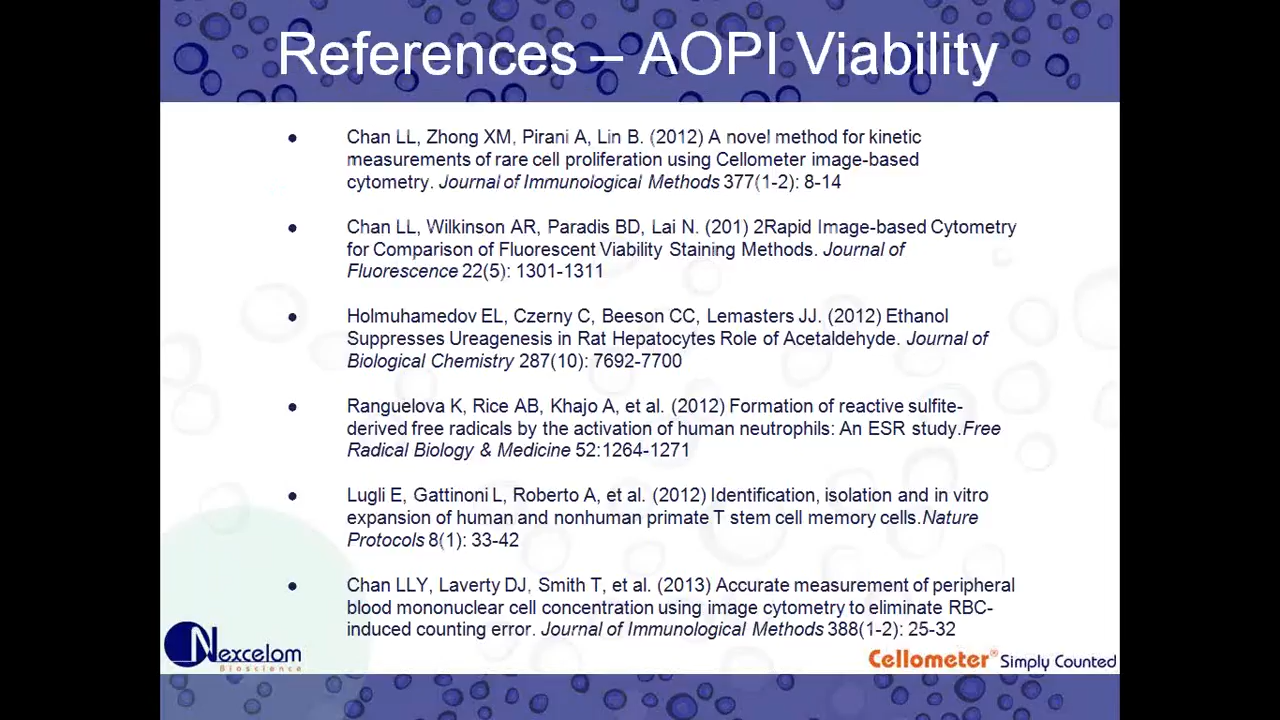 References – AOPI Viability
● Chan LL, Zhong XM, Pirani A, Lin B. (2012) A novel method for kinetic
measurements of rare cell proliferation using Cellometer image-based
cytometry. Journal of Immunological Methods 377(1-2): 8-14
● Chan LL, Wilkinson AR, Paradis BD, Lai N. (201) 2Rapid Image-based Cytometry
for Comparison of Fluorescent Viability Staining Methods. Journal of
Fluorescence 22(5): 1301-1311
● Holmuhamedov EL, Czerny C, Beeson CC, Lemasters JJ. (2012) Ethanol
Suppresses Ureagenesis in Rat Hepatocytes Role of Acetaldehyde. Journal of
Biological Chemistry 287(10): 7692-7700
● Ranguelova K, Rice AB, Khajo A, et al. (2012) Formation of reactive sulfite-
derived free radicals by the activation of human neutrophils: An ESR study.Free
Radical Biology & Medicine 52:1264-1271
● Lugli E, Gattinoni L, Roberto A, et al. (2012) Identification, isolation and in vitro
expansion of human and nonhuman primate T stem cell memory cells.Nature
Protocols 8(1): 33-42
● Chan LLY, Laverty DJ, Smith T, et al. (2013) Accurate measurement of peripheral
blood mononuclear cell concentration using image cytometry to eliminate RBC-
induced counting error. Journal of Immunological Methods 388(1-2): 25-32
Nexcelom
Bioscience
Cellometer® Simply Counted